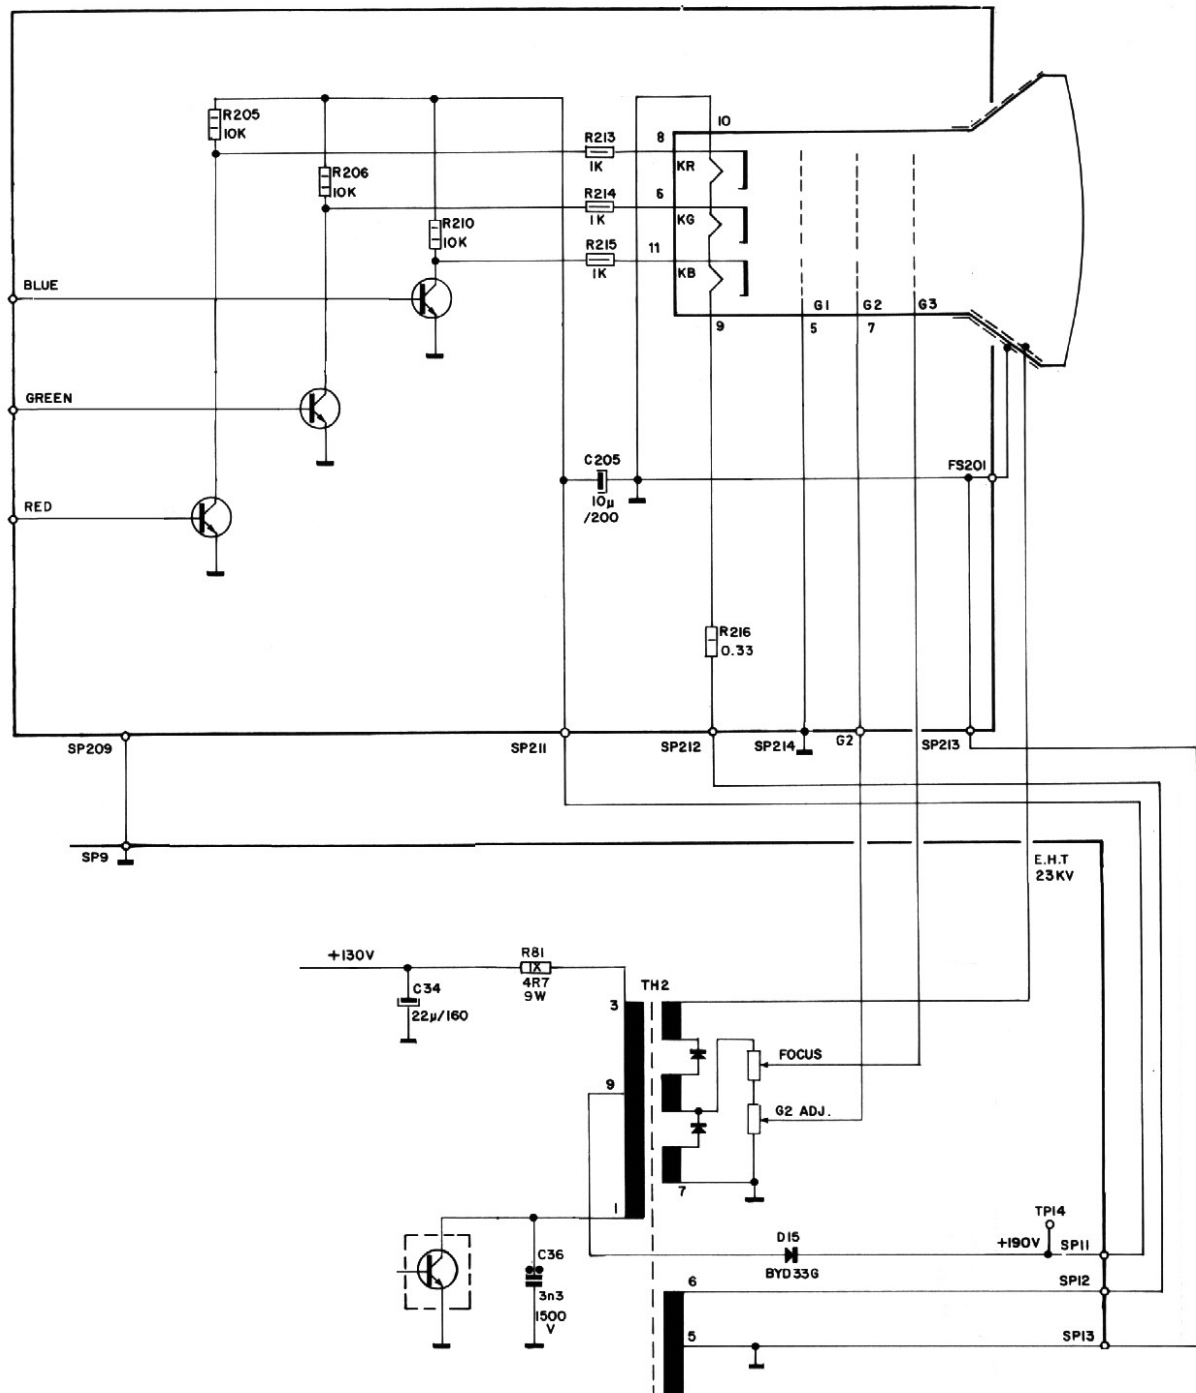 R205
10K
10
R213
8
1K
KR
R206
10K
R214
6
1K
KG
R210
10K
R215
11
1K
KB
BLUE
9
G1
G2
G3
5
7
GREEN
C205
10µ
/200
FS201
RED
R216
0.33
SP209
SP211
SP212
SP214
G2
SP213
SP9
E.H.T
23KV
+130V
R81
1X
4R7
9W
C34
22µ/160
TH2
3
FOCUS
9
G2 ADJ.
7
1
TP14
D15
+190V
SP11
BYD33G
C36
3n3
1500
V
6
SP12
5
SP13